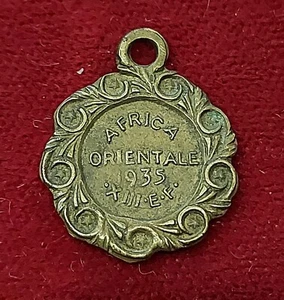 AFRICA
ORIENTALE
1935
·XIII·E·F·